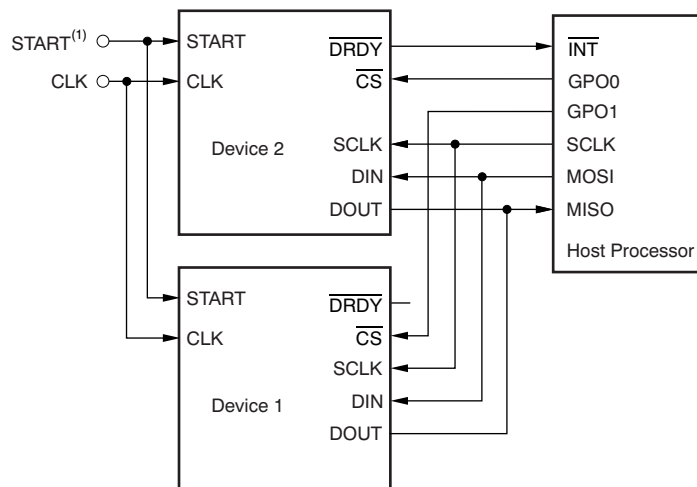 START(1)
CLK
START
CLK
Device 2
DRDY
CS
SCLK
DIN
DOUT
INT
GPO0
GPO1
SCLK
MOSI
MISO
Host Processor
START
CLK
Device 1
DRDY
CS
SCLK
DIN
DOUT